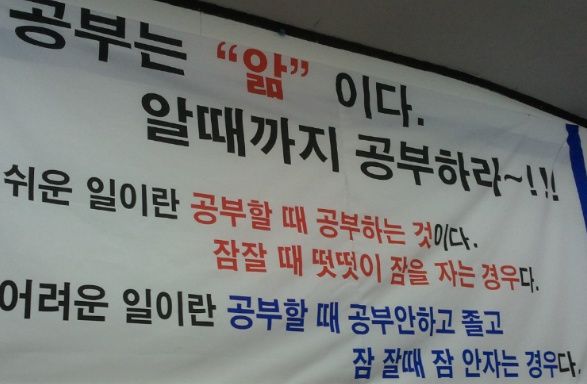 공부는 “앎” 이다.
알때까지 공부하라~!!!
쉬운 일이란 공부할 때 공부하는 것이다.
잠잘 때 떳떳이 잠을 자는 경우다.
어려운 일이란 공부할 때 공부안하고 졸고
잠 잘때 잠 안자는 경우다.